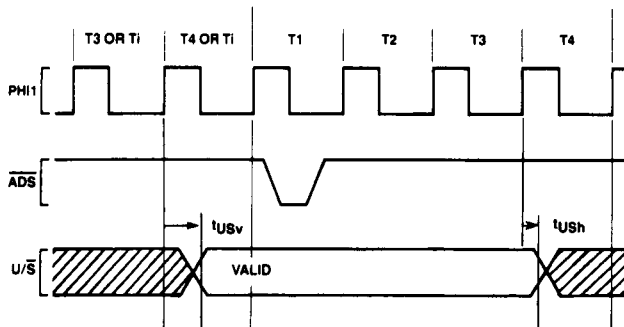 T3 OR Ti T4 OR Ti T1 T2 T3 T4
PHI1
ADS
tUSv tUSh
U/S VALID